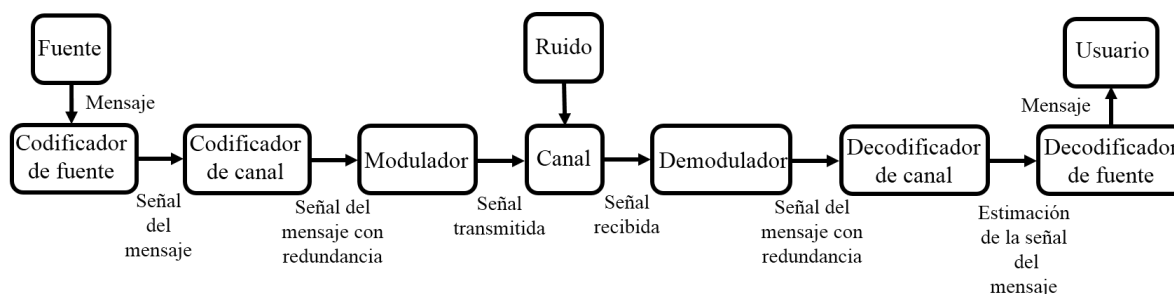 Fuente
Ruido
Usuario
Mensaje
Mensaje
Codificador
de fuente
Codificador
de canal
Modulador
Canal
Demodulador
Decodificador
de canal
Decodificador
de fuente
Señal
del
mensaje
Señal del
mensaje con
redundancia
Señal
transmitida
Señal
recibida
Señal del
mensaje con
redundancia
Estimación
de la señal
del
mensaje